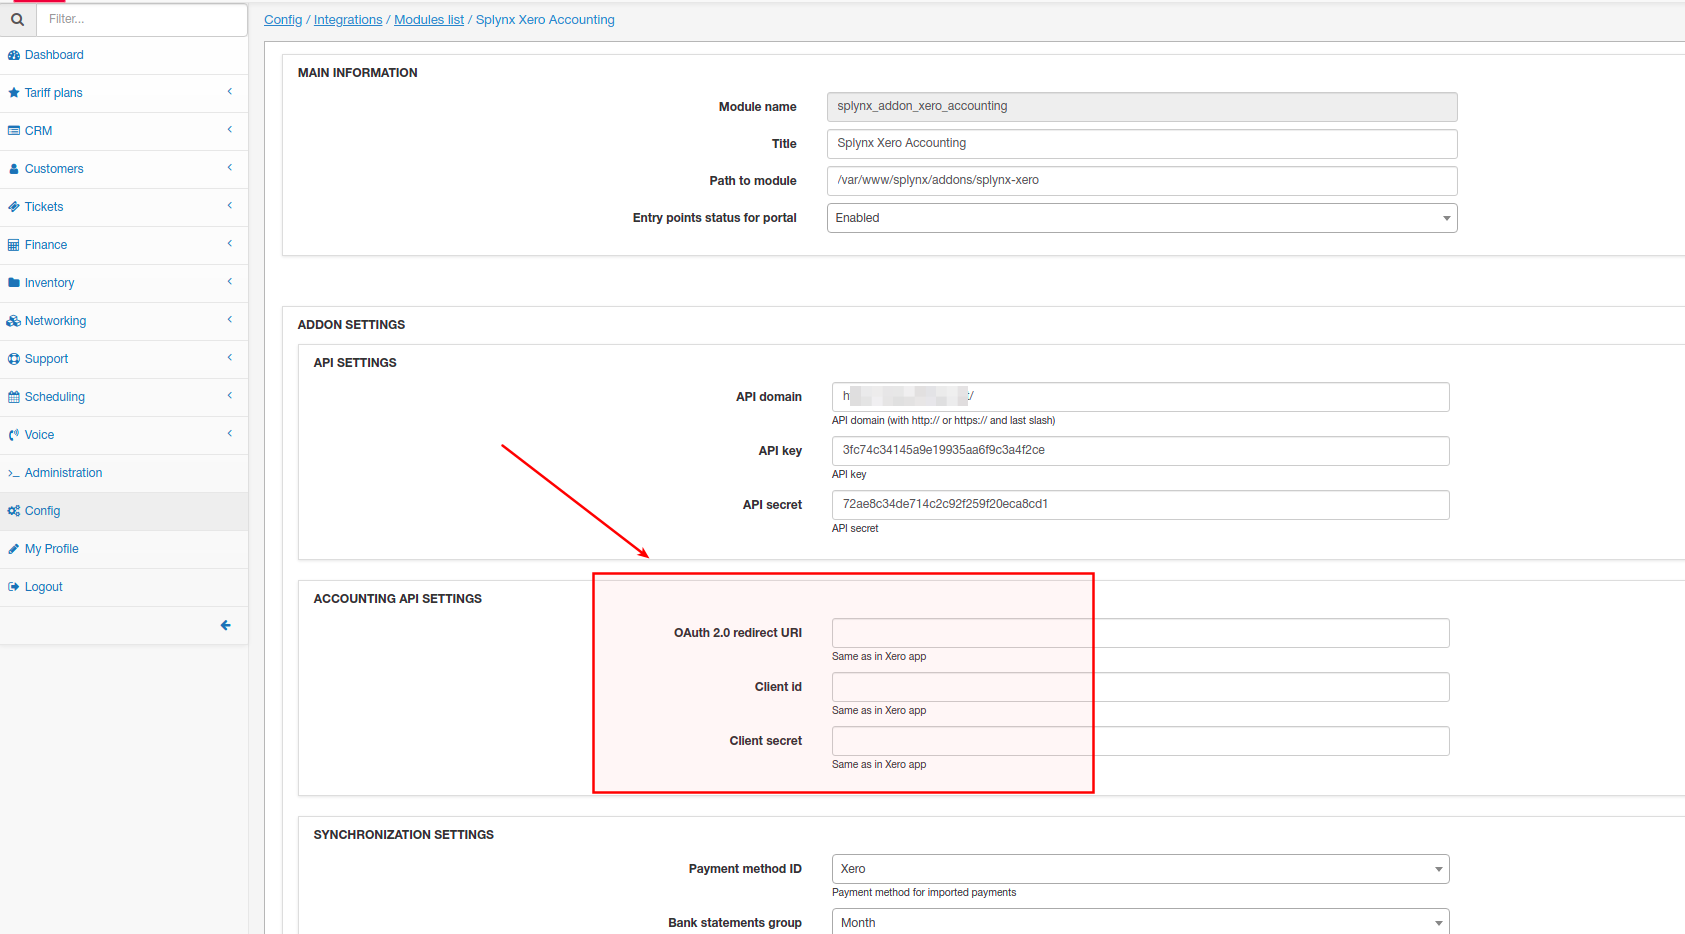 Filter...
Config / Integrations / Modules list / Splynx Xero Accounting
Dashboard
Tariff plans
CRM
Customers
Tickets
Finance
Inventory
Networking
Support
Scheduling
Voice
Administration
Config
My Profile
Logout
MAIN INFORMATION
Module name splynx_addon_xero_accounting
Title Splynx Xero Accounting
Path to module /var/www/splynx/addons/splynx-xero
Entry points status for portal Enabled
ADDON SETTINGS
API SETTINGS
API domain h /
API domain (with http:// or https:// and last slash)
API key 3fc74c34145a9e19935aa6f9c3a4f2ce
API key
API secret 72ae8c34de714c2c92f259f20eca8cd1
API secret
ACCOUNTING API SETTINGS
OAuth 2.0 redirect URI
Same as in Xero app
Client id
Same as in Xero app
Client secret
Same as in Xero app
SYNCHRONIZATION SETTINGS
Payment method ID Xero
Payment method for imported payments
Bank statements group Month